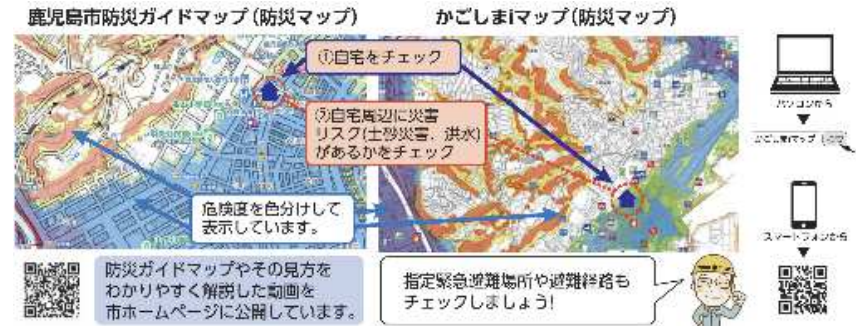 鹿児島市防災ガイドマップ(防災マップ)
かごしまiマップ(防災マップ)
①自宅をチェック
②自宅周辺に災害
リスク(土砂災害、洪水)
があるかをチェック
危険度を色分けして
表示しています。
防災ガイドマップやその見方を
わかりやすく解説した動画を
市ホームページに公開しています。
指定緊急避難場所や避難経路も
チェックしましょう!
パソコンから
かごしまiマップ
スマートフォンから